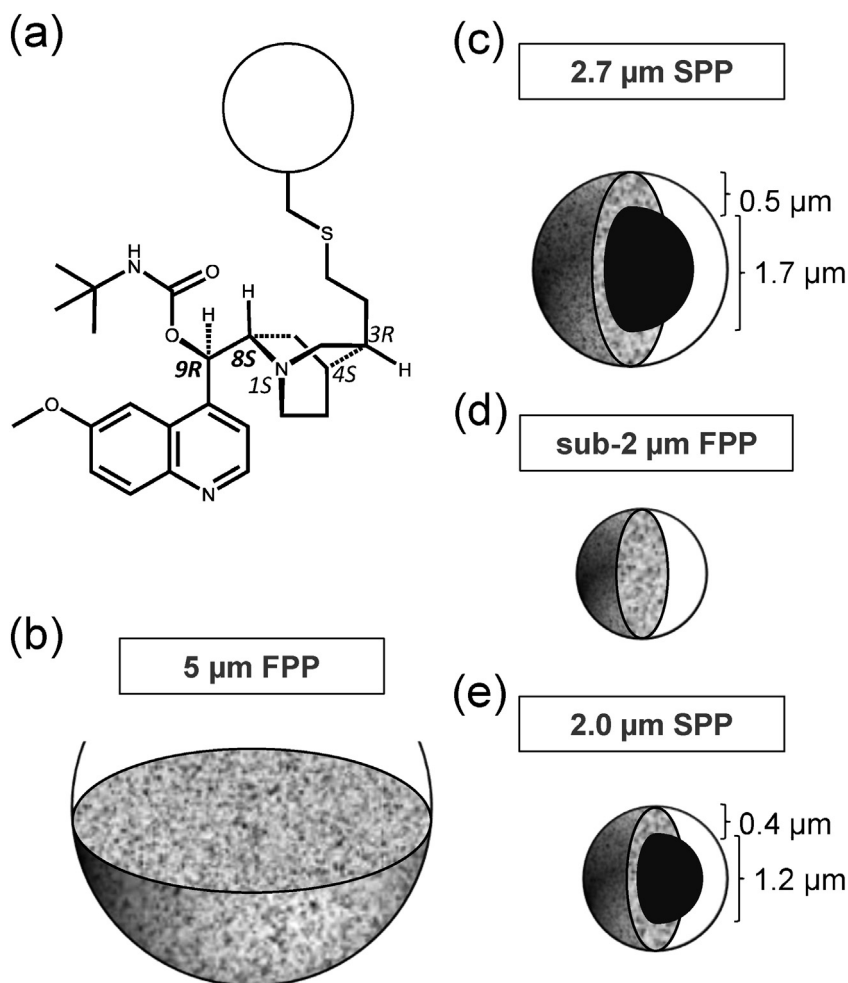 (a)
H
N
O
O
H
H
S
9R
8S
1S
N
4S
3R
H
O
N
(b)
5 µm FPP
(c)
2.7 µm SPP
0.5 µm
1.7 µm
(d)
sub-2 µm FPP
(e)
2.0 µm SPP
0.4 µm
1.2 µm